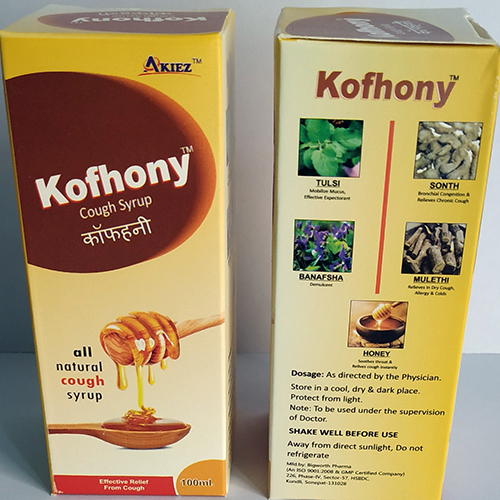 Kofhony
AKIEZ™
Kofhony™
Cough Syrup
कॉफहनी
all
natural
cough
syrup
Effective Relief
From Cough
100ml.
Kofhony™
TULSI
Mobilize Mucus,
Effective Expectorant
SONTH
Bronchial Congestion &
Relieves Chronic Cough
BANAFSHA
Demulcent
MULETHI
Relieves in Dry Cough,
Allergy & Colds
HONEY
Soothes throat &
Relives cough instantly
Dosage: As directed by the Physician.
Store in a cool, dry & dark place.
Protect from light.
Note: To be used under the supervision
of Doctor.
SHAKE WELL BEFORE USE
Away from direct sunlight, Do not
refrigerate
Mfd.by: Bigworth Pharma
(An ISO 9001:2008 & GMP Certified Company)
226, Phase-IV, Sector-57, HSBDC,
Kundli, Sonepat-131028